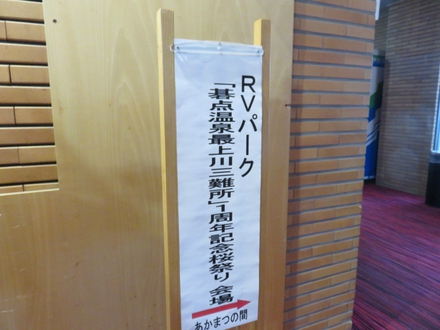 RVパーク
「碁点温泉最上川三難所」1周年記念桜祭り 会場
あかまつの間